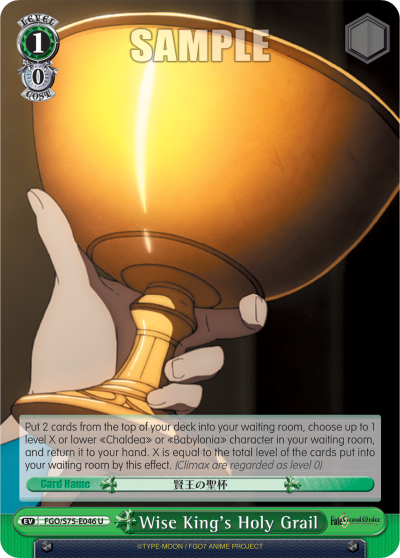 LEVEL
1
0
COST
SAMPLE
Put 2 cards from the top of your deck into your waiting room, choose up to 1
level X or lower «Chaldea» or «Babylonia» character in your waiting room,
and return it to your hand. X is equal to the total level of the cards put into
your waiting room by this effect. (Climax are regarded as level 0)
Card Name 賢王の聖杯
EV FGO/S75-E046 U Wise King's Holy Grail Fate/Grand Order
©TYPE-MOON / FGO7 ANIME PROJECT